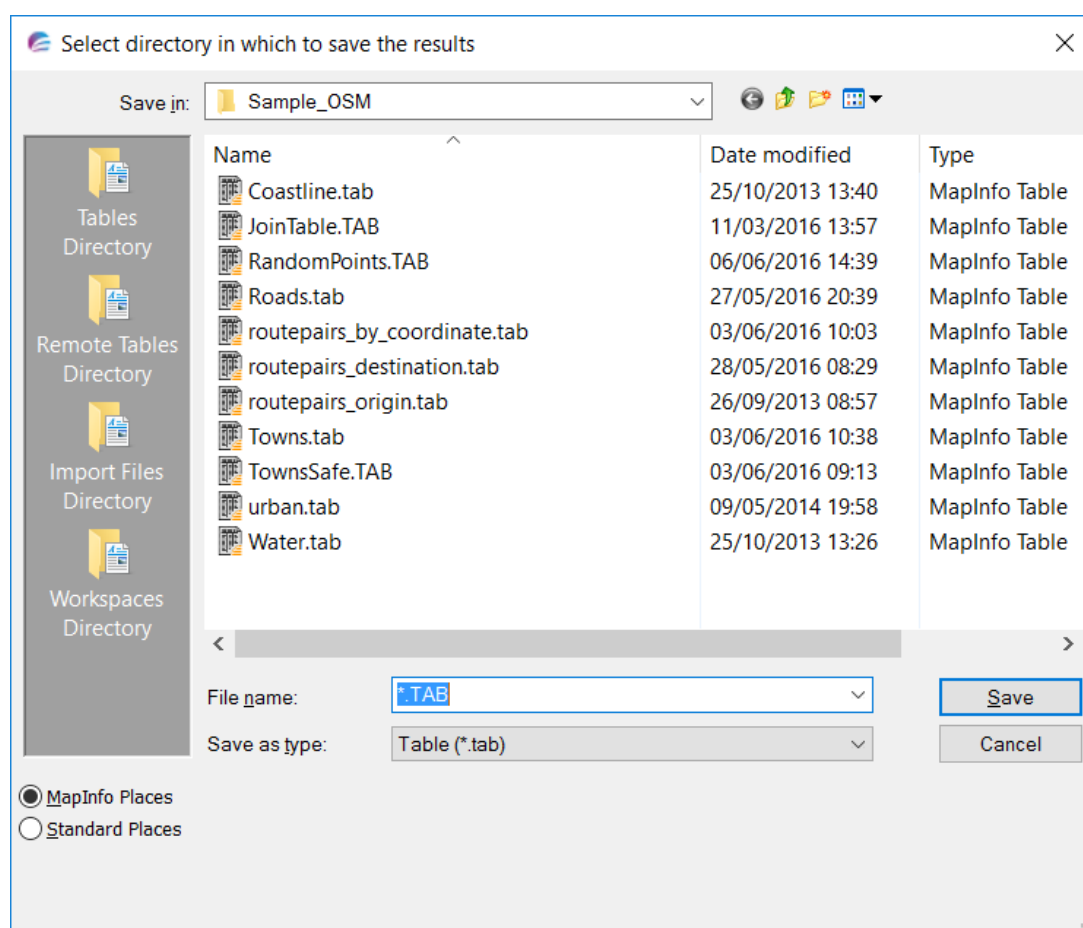 Select directory in which to save the results
Save in: Sample_OSM
Name Date modified Type
Coastline.tab 25/10/2013 13:40 MapInfo Table
JoinTable.TAB 11/03/2016 13:57 MapInfo Table
RandomPoints.TAB 06/06/2016 14:39 MapInfo Table
Roads.tab 27/05/2016 20:39 MapInfo Table
routepairs_by_coordinate.tab 03/06/2016 10:03 MapInfo Table
routepairs_destination.tab 28/05/2016 08:29 MapInfo Table
routepairs_origin.tab 26/09/2013 08:57 MapInfo Table
Towns.tab 03/06/2016 10:38 MapInfo Table
TownsSafe.TAB 03/06/2016 09:13 MapInfo Table
urban.tab 09/05/2014 19:58 MapInfo Table
Water.tab 25/10/2013 13:26 MapInfo Table
Tables
Directory
Remote Tables
Directory
Import Files
Directory
Workspaces
Directory
File name: *.TAB Save
Save as type: Table (*.tab) Cancel
MapInfo Places
Standard Places